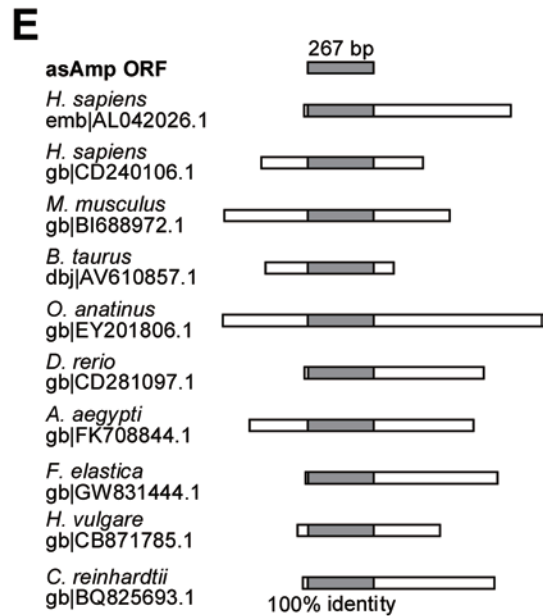 E
267 bp
asAmp ORF
H. sapiens
emb|AL042026.1
H. sapiens
gb|CD240106.1
M. musculus
gb|BI688972.1
B. taurus
dbj|AV610857.1
O. anatinus
gb|EY201806.1
D. rerio
gb|CD281097.1
A. aegypti
gb|FK708844.1
F. elastica
gb|GW831444.1
H. vulgare
gb|CB871785.1
C. reinhardtii
gb|BQ825693.1
100% identity